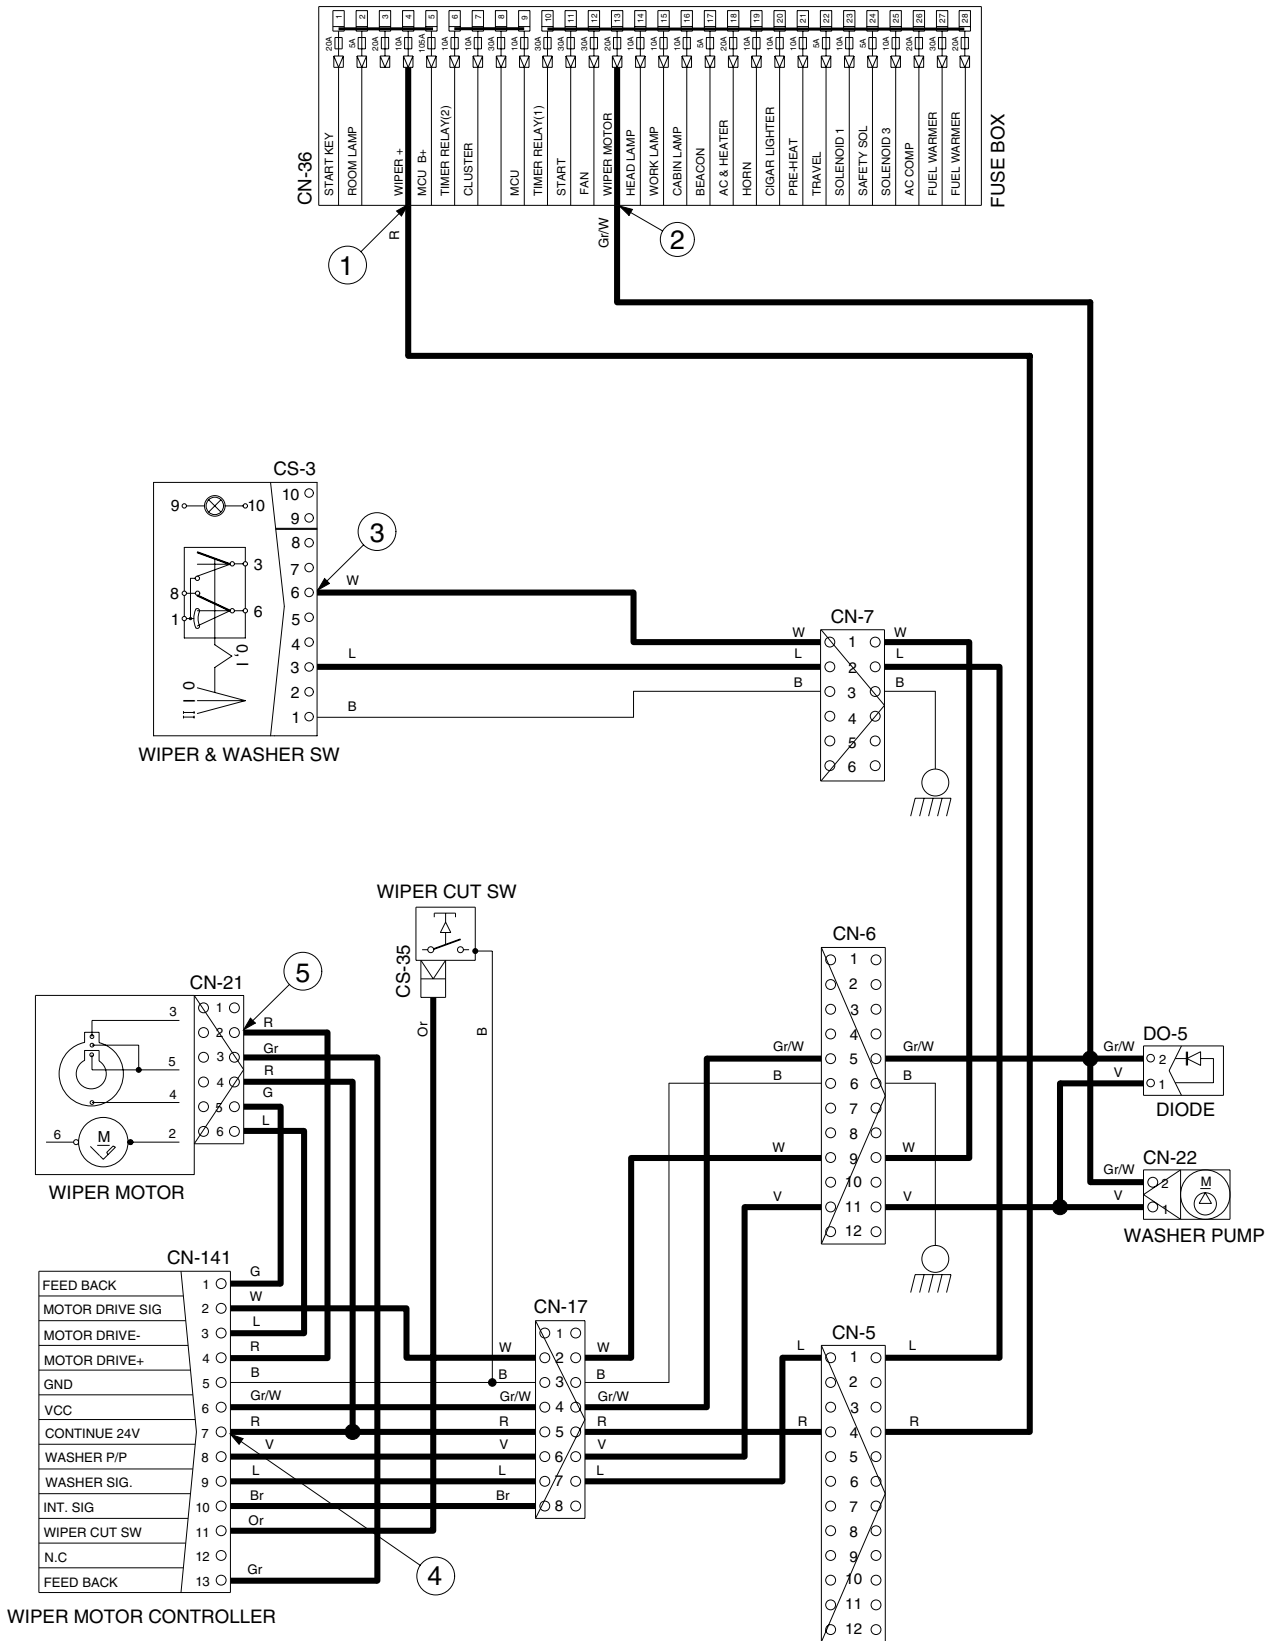 1 2 3 4 5 6 7 8 9 10 11 12 13 14 15 16 17 18 19 20 21 22 23 24 25 26 27 28
20A 5A 20A 10A 105A 10A 10A 30A 10A 30A 30A 30A 20A 10A 10A 10A 5A 10A 10A 10A 10A 5A 10A 5A 10A 20A 30A 20A
CN-36
START KEY
ROOM LAMP
WIPER +
MCU B+
TIMER RELAY(2)
CLUSTER
MCU
TIMER RELAY(1)
START
FAN
WIPER MOTOR
HEAD LAMP
WORK LAMP
CABIN LAMP
BEACON
AC & HEATER
HORN
CIGAR LIGHTER
PRE-HEAT
TRAVEL
SOLENOID 1
SAFETY SOL
SOLENOID 3
AC COMP
FUEL WARMER
FUEL WARMER
FUSE BOX
R
Gr/W
1
2
CS-3
9 10
3
8
6
1
0, I
0 I II
10
9
8
7
6
5
4
3
2
1
3
W
L
B
WIPER & WASHER SW
CN-7
W 1 W
L 2 L
B 3 B
4
5
6
WIPER CUT SW
CS-35
Or
B
CN-21
5
3
5
4
6 M 2
1
2 R
3 Gr
4 R
5 G
6 L
WIPER MOTOR
CN-6
1
2
3
4
Gr/W 5 Gr/W
B 6 B
7
8
W 9 W
10
V 11 V
12
DO-5
Gr/W 2
V 1
DIODE
CN-22
Gr/W 2
V 1
M
WASHER PUMP
CN-141
FEED BACK 1 G
MOTOR DRIVE SIG 2 W
MOTOR DRIVE- 3 L
MOTOR DRIVE+ 4 R
GND 5 B
VCC 6 Gr/W
CONTINUE 24V 7 R
WASHER P/P 8 V
WASHER SIG. 9 L
INT. SIG 10 Br
WIPER CUT SW 11 Or
N.C 12
FEED BACK 13 Gr
4
WIPER MOTOR CONTROLLER
CN-17
1
W 2 W
B 3 B
Gr/W 4 Gr/W
R 5 R
V 6 V
L 7 L
Br 8
CN-5
L 1 L
2
3
R 4 R
5
6
7
8
9
10
11
12